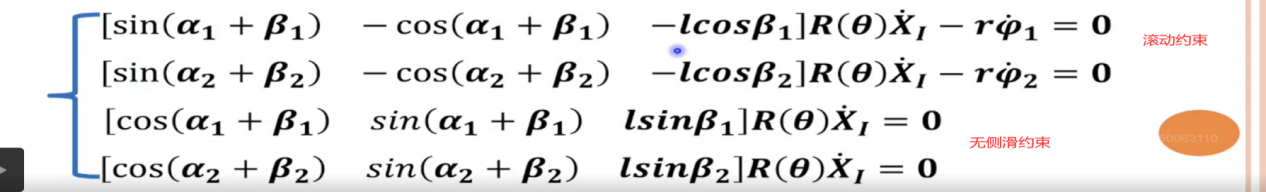 [sin(α₁ + β₁) − cos(α₁ + β₁) −lcosβ₁]R(θ)Ẋ_I − rφ̇₁ = 0
滚动约束
[sin(α₂ + β₂) − cos(α₂ + β₂) −lcosβ₂]R(θ)Ẋ_I − rφ̇₂ = 0
[cos(α₁ + β₁) sin(α₁ + β₁) lsinβ₁]R(θ)Ẋ_I = 0
无侧滑约束
[cos(α₂ + β₂) sin(α₂ + β₂) lsinβ₂]R(θ)Ẋ_I = 0